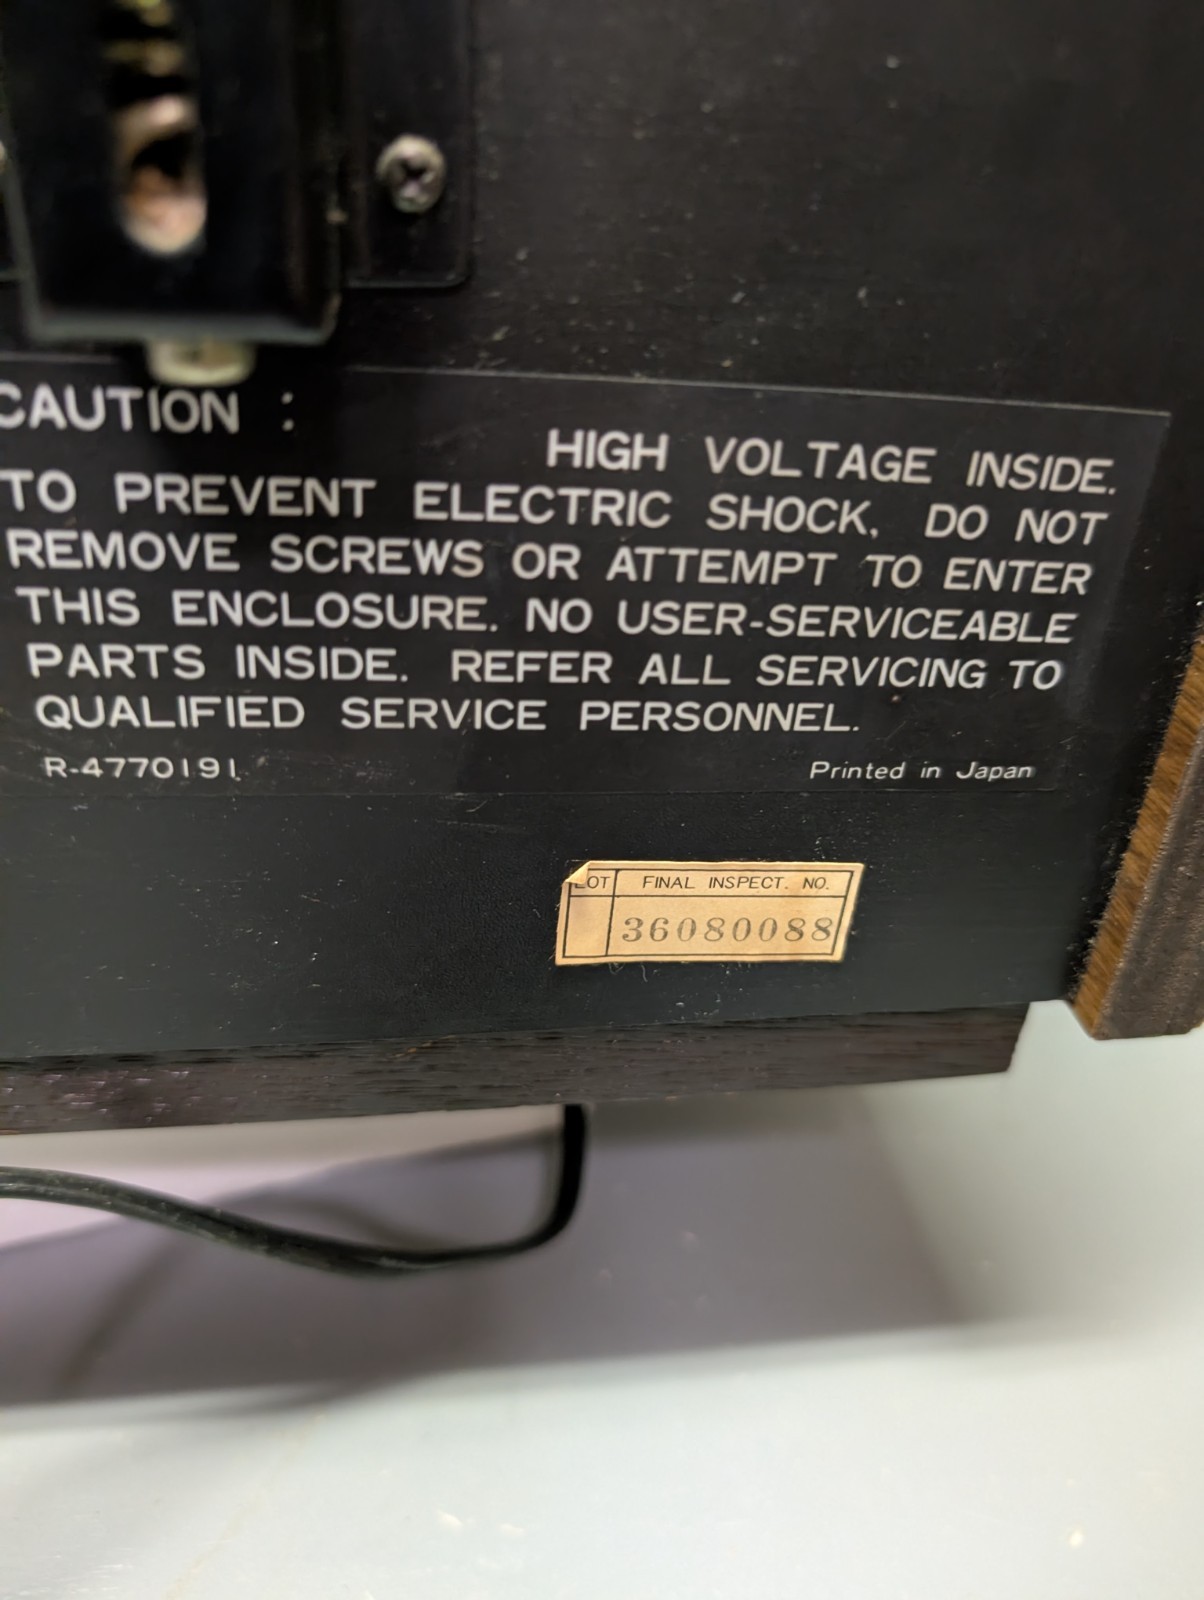 CAUTION :
HIGH VOLTAGE INSIDE.
TO PREVENT ELECTRIC SHOCK, DO NOT
REMOVE SCREWS OR ATTEMPT TO ENTER
THIS ENCLOSURE. NO USER-SERVICEABLE
PARTS INSIDE. REFER ALL SERVICING TO
QUALIFIED SERVICE PERSONNEL.
R-4770191
Printed in Japan
LOT FINAL INSPECT. NO.
36080088